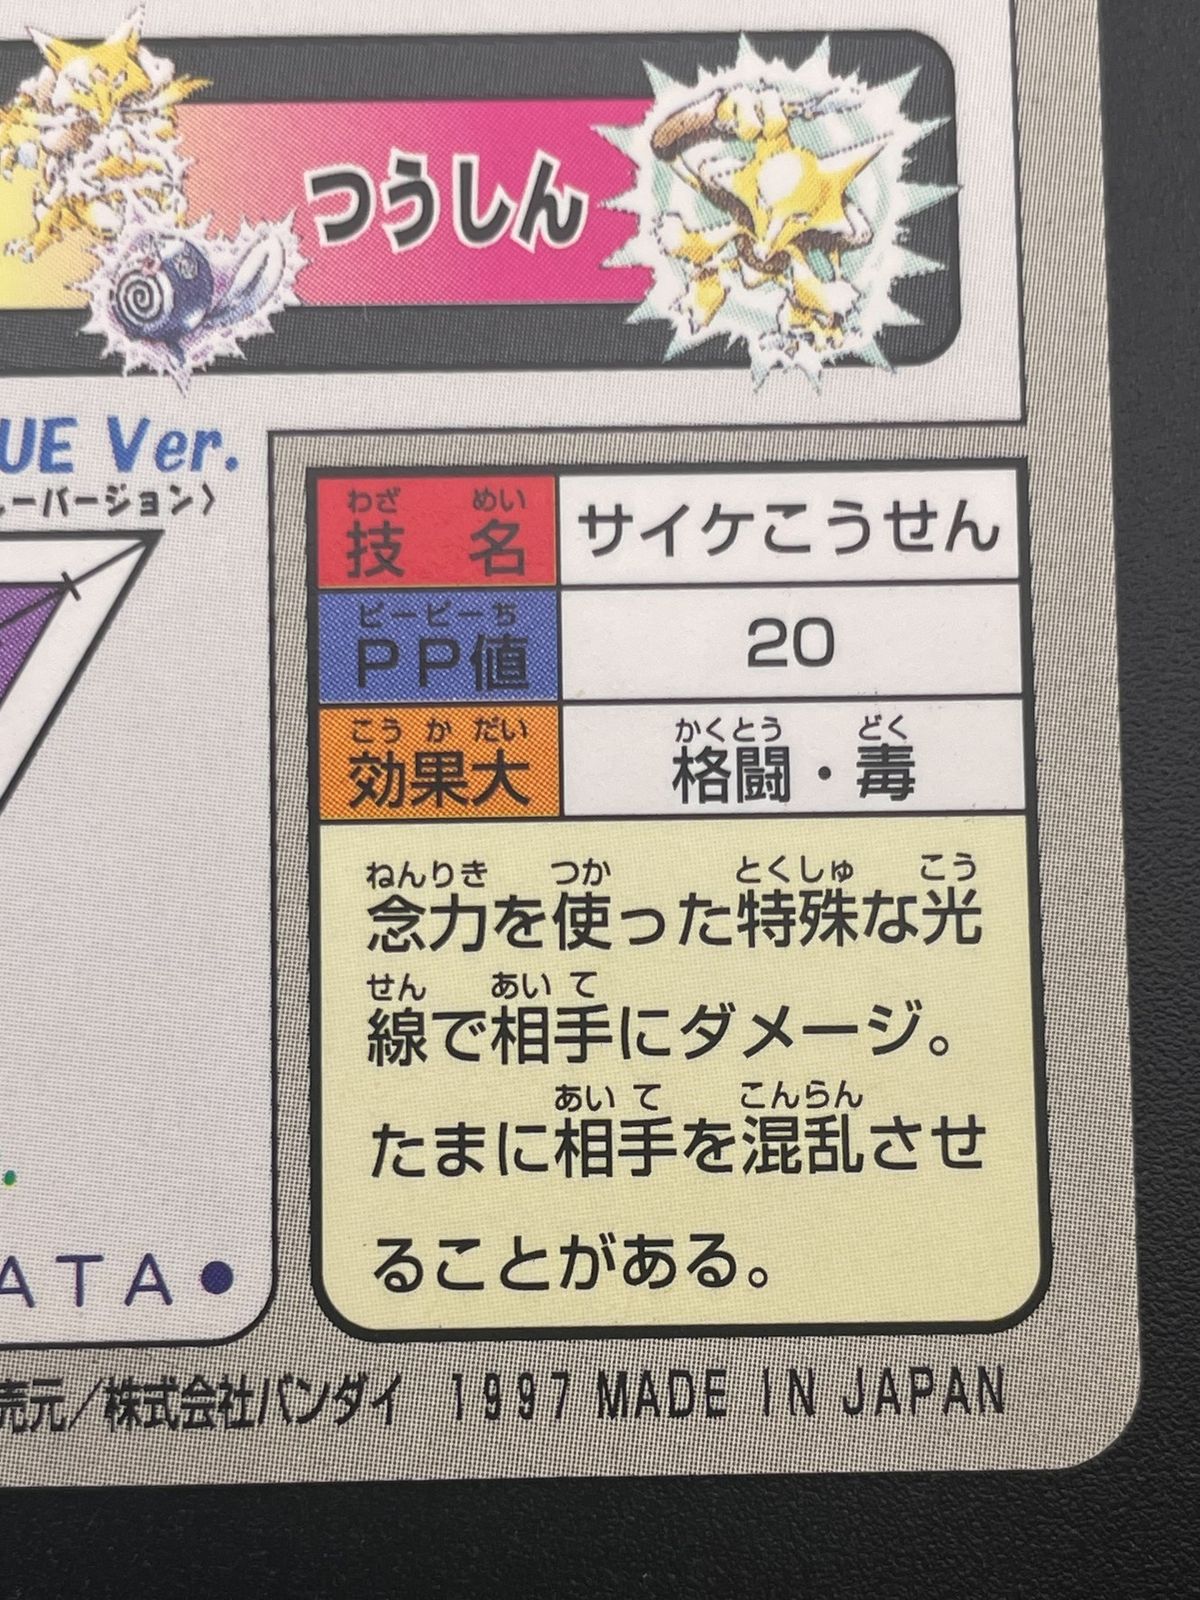 つうしん
UE Ver.
ーバージョン〉
わざ めい
技 名
サイケこうせん
ピーピーち
PP値
20
こう か だい
効果大
かくとう どく
格闘・毒
ねんりき つか とくしゅ こう
念力を使った特殊な光
せん あい て
線で相手にダメージ。
あい て こんらん
たまに相手を混乱させ
ることがある。
ATA●
売元／株式会社バンダイ 1997 MADE IN JAPAN